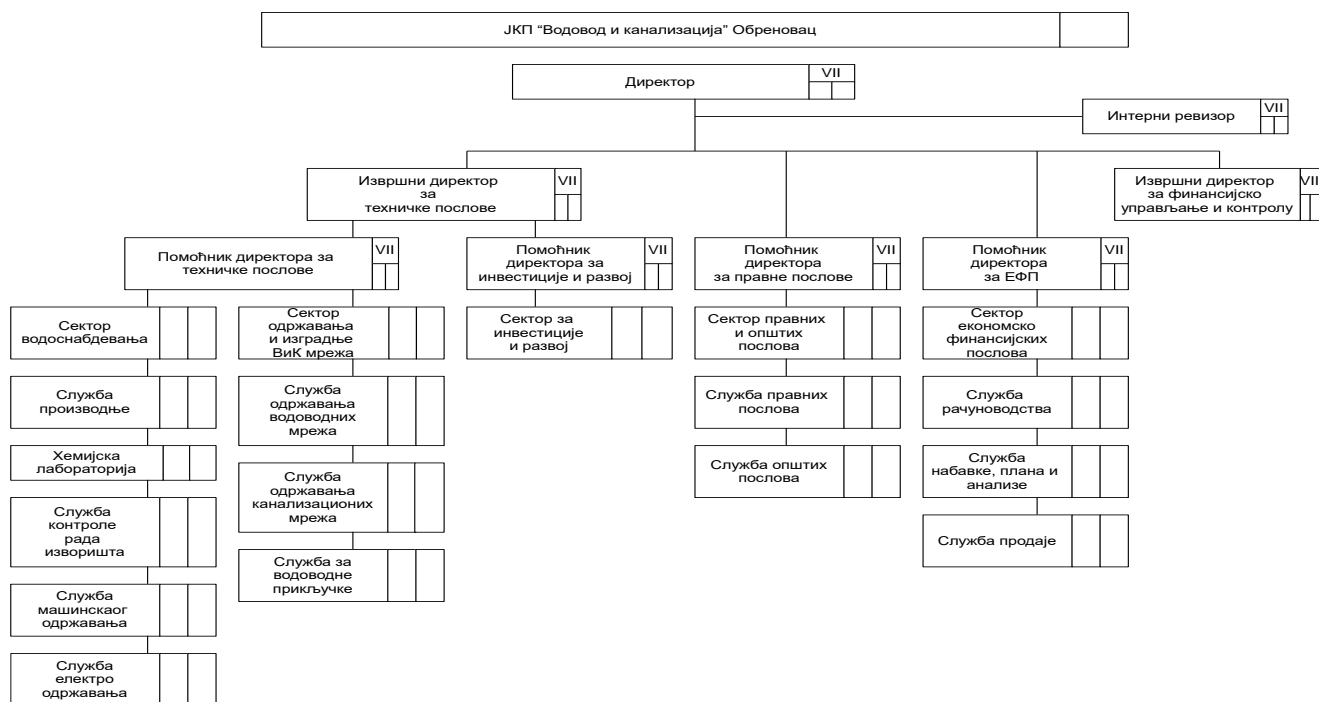 ЈКП “Водовод и канализација” Обреновац
Директор
VII
Интерни ревизор
VII
Извршни директор
за
техничке послове
VII
Извршни директор
за финансијско
управљање и контролу
VII
Помоћник директора за
техничке послове
VII
Помоћник
директора за
инвестиције и развој
VII
Помоћник
директора
за правне послове
VII
Помоћник
директора
за ЕФП
VII
Сектор
водоснабдевања
Сектор
одржавања
и изградње
ВиК мрежа
Сектор за
инвестиције
и развој
Сектор правних
и општих
послова
Сектор
економско
финансијских
послова
Служба
производње
Служба
одржавања
водоводних
мрежа
Служба правних
послова
Служба
рачуноводства
Хемијска
лабораторија
Служба
одржавања
канализационих
мрежа
Служба општих
послова
Служба
набавке, плана и
анализе
Служба
контроле
рада
изворишта
Служба за
водоводне
прикључке
Служба продаје
Служба
машинскаог
одржавања
Служба
електро
одржавања